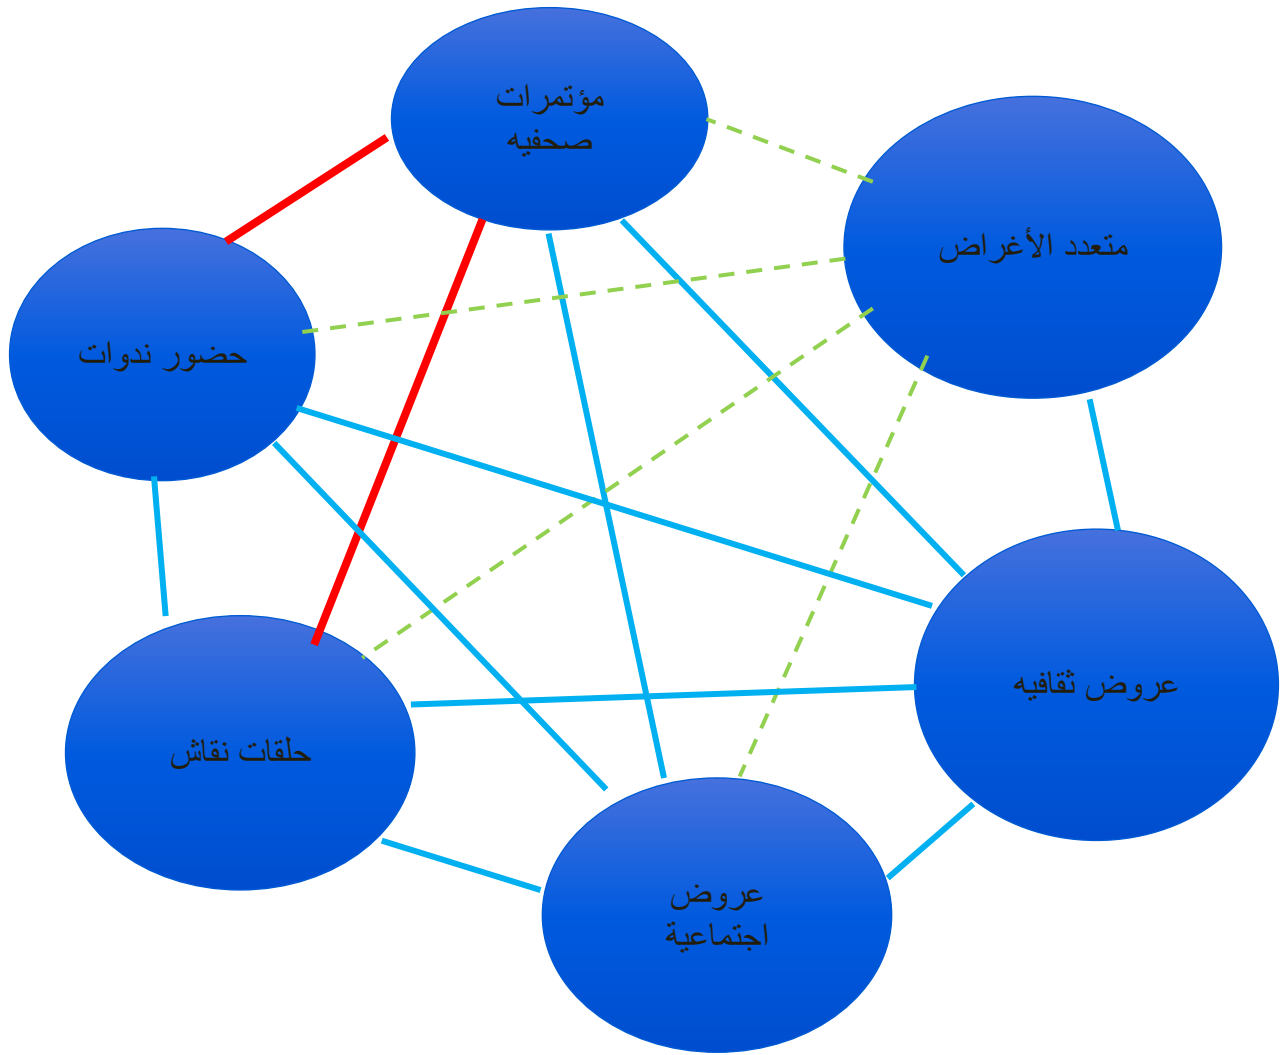 مؤتمرات
صحفيه
متعدد الأغراض
حضور ندوات
عروض ثقافيه
حلقات نقاش
عروض
اجتماعية